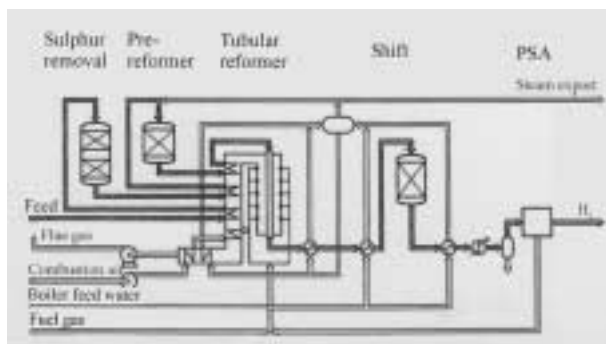 Sulphur
removal
Pre-
reformer
Tubular
reformer
Shift
PSA
Steam export
Feed
Flue gas
Combustion air
Boiler feed water
Fuel gas
H₂